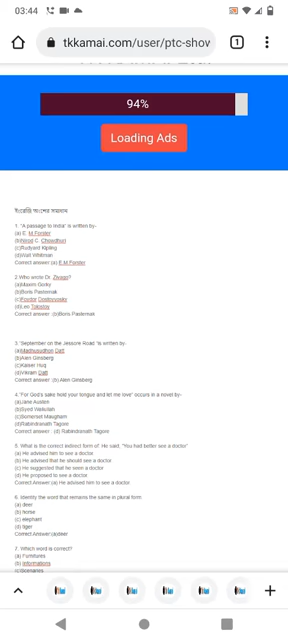 03:44
tkkamai.com/user/ptc-show
1
94%
Loading Ads
ইংরেজি অংশের সমাধান
1. "A passage to India" is written by-
(a) E. M Forster
(b)Nirod C. Chowdhuri
(c)Rudyard Kipling
(d)Walt Whitman
Correct answer:(a) E.M Forster
2.Who wrote Dr. Zivago?
(a)Maxim Gorky
(b)Boris Pasternak
(c)Fyodor Dostovyosky
(d)Leo Tolostoy
Correct answer :(b)Boris Pasternak
3. 'September on the Jessore Road' is written by-
(a)Madhusudhon Datt
(b)Alen Ginsberg
(c)Kaiser Huq
(d)Vikram Datt
Correct answer :(b) Alen Ginsberg
4."For God's sake hold your tongue and let me love" occurs in a novel by-
(a)Jane Austen
(b)Syed Waliullah
(c)Somerset Maugham
(d)Rabindranath Tagore
Correct answer : (d) Rabindranath Tagore
5. What is the correct indirect form of: He said, "You had better see a doctor"
(a) He advised him to see a doctor
(b) He advised that he should see a doctor
(c) He suggested that he seen a doctor
(d) He proposed to see a doctor
Correct Answer:(a) He advised him to see a doctor
6. Identity the word that remains the same in plural form:
(a) deer
(b) horse
(c) elephant
(d) tiger
Correct Answer:(a)deer
7. Which word is correct?
(a) Furnitures
(b) Informations
(c) Sceneries